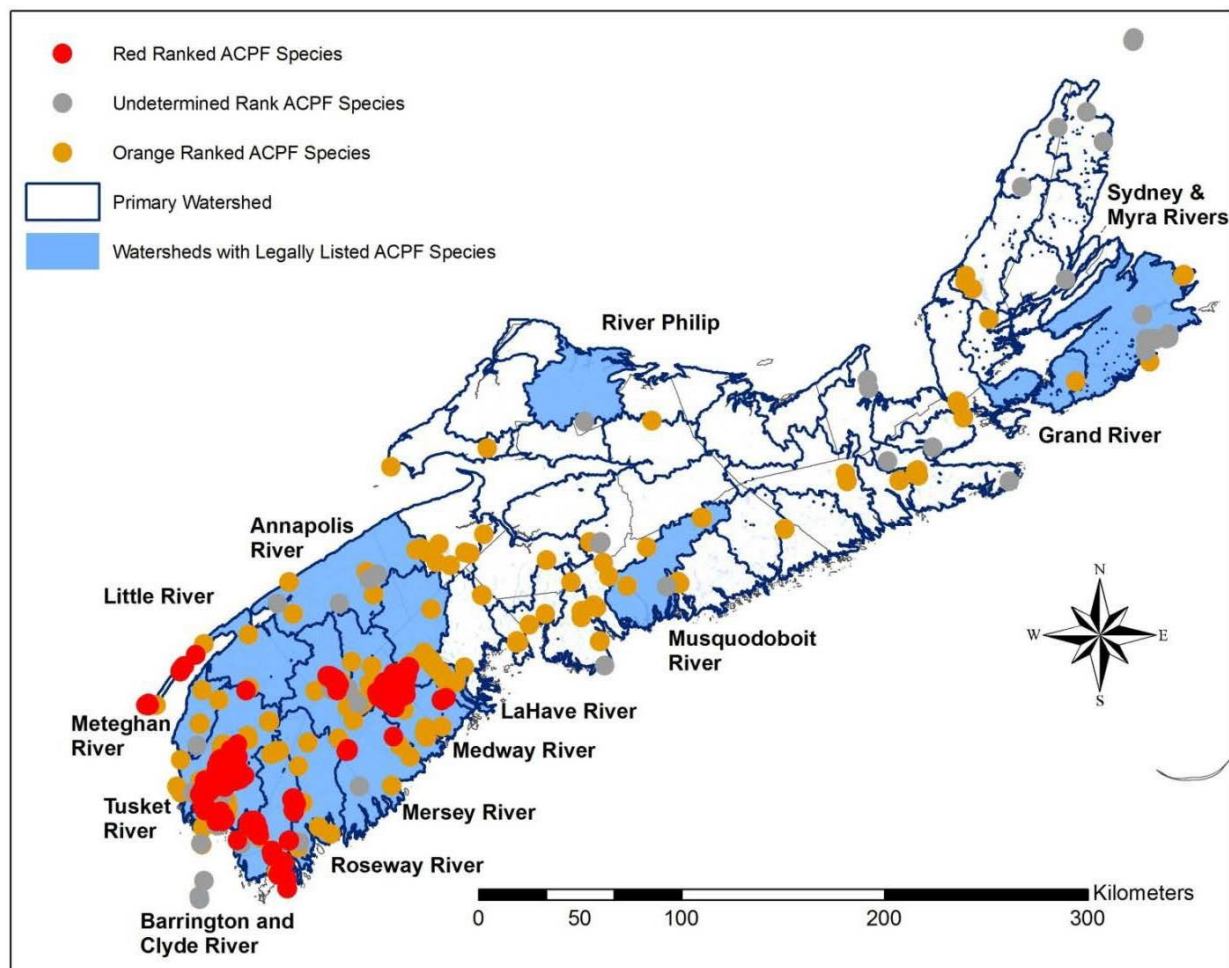 Red Ranked ACPF Species
Undetermined Rank ACPF Species
Orange Ranked ACPF Species
Primary Watershed
Watersheds with Legally Listed ACPF Species
Sydney &
Myra Rivers
River Philip
Grand River
Annapolis
River
Little River
Musquodoboit
River
N
W
E
S
LaHave River
Meteghan
River
Medway River
Tusket
River
Mersey River
Roseway River
Barrington and
Clyde River
Kilometers
0 50 100 200 300